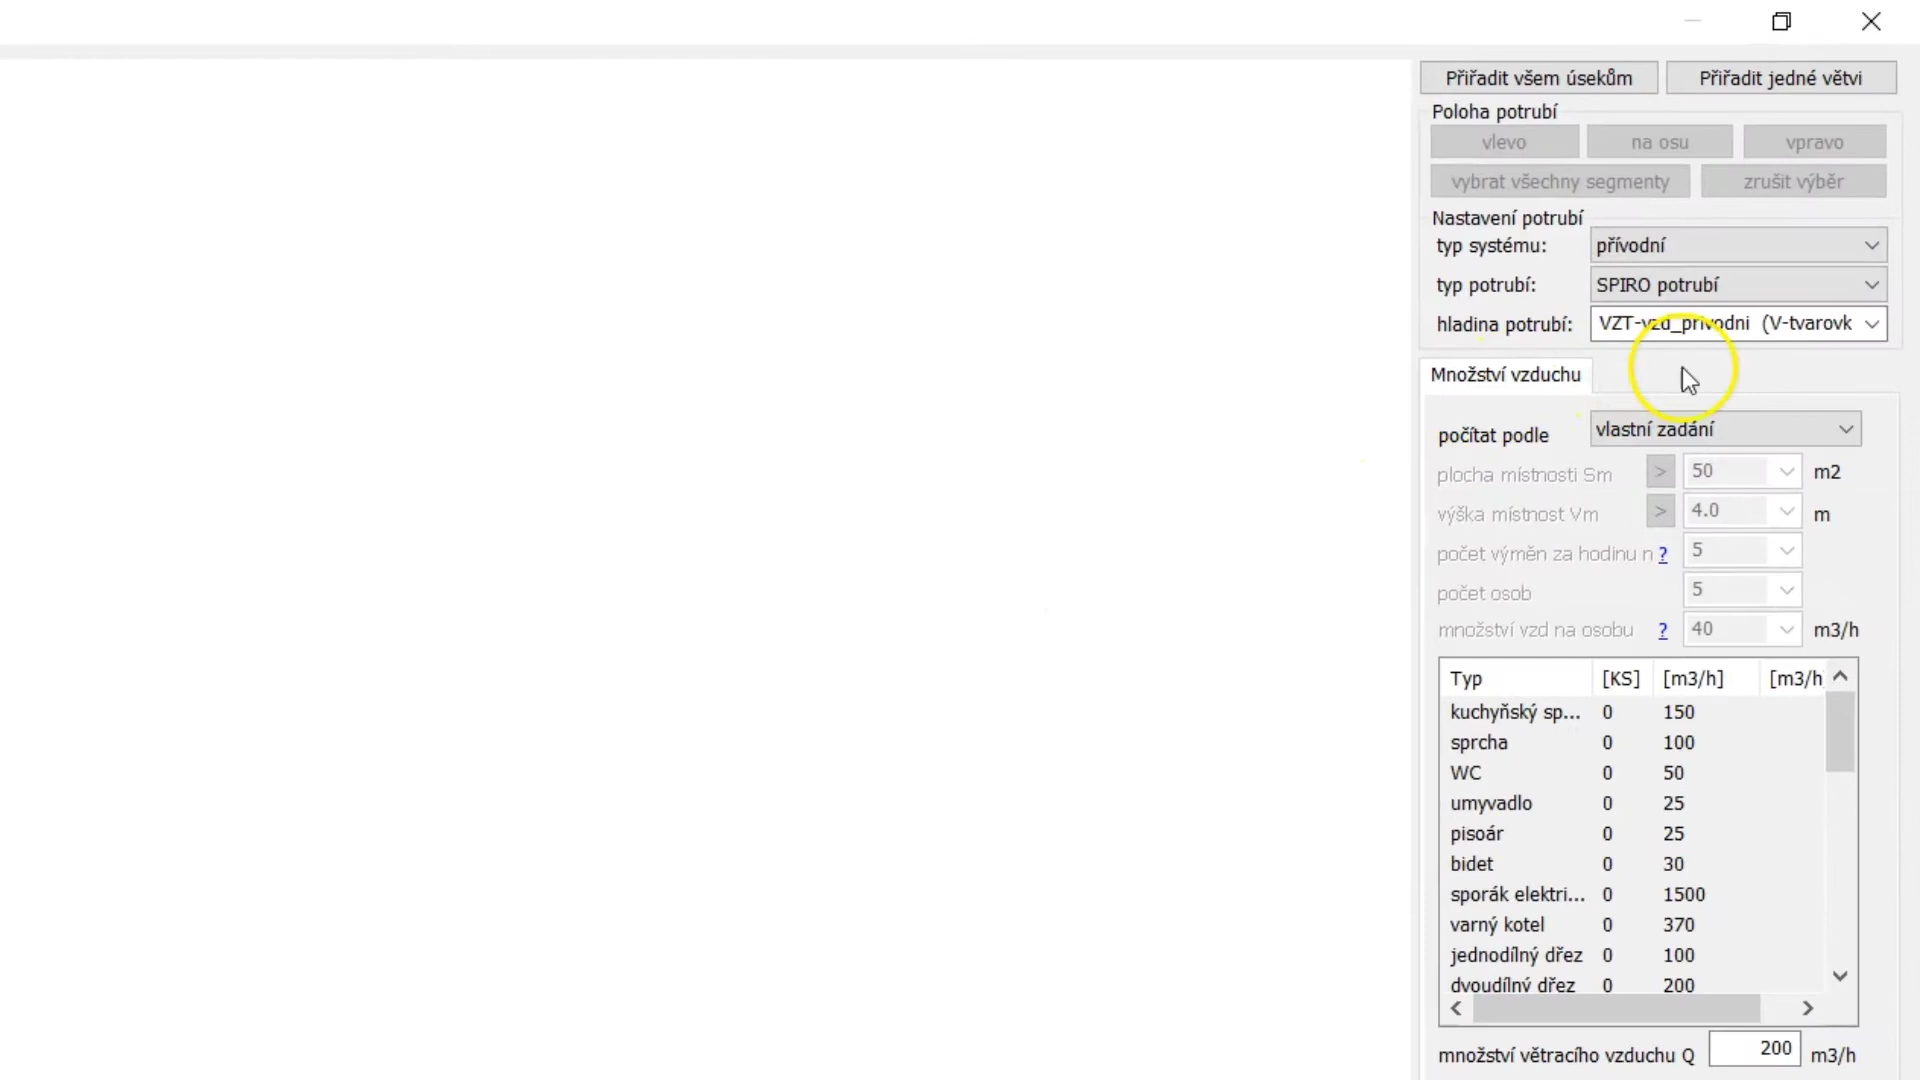 Přiřadit všem úsekům Přiřadit jedné větvi
Poloha potrubí
vlevo na osu vpravo
vybrat všechny segmenty zrušit výběr
Nastavení potrubí
typ systému: přívodní
typ potrubí: SPIRO potrubí
hladina potrubí: VZT-vzd_privodni (V-tvarovk
Množství vzduchu
počítat podle vlastní zadání
plocha místnosti Sm > 50 m2
výška místnost Vm > 4.0 m
počet výměn za hodinu n ? 5
počet osob 5
množství vzd na osobu ? 40 m3/h
Typ [KS] [m3/h] [m3/h
kuchyňský sp... 0 150
sprcha 0 100
WC 0 50
umyvadlo 0 25
pisoár 0 25
bidet 0 30
sporák elektri... 0 1500
varný kotel 0 370
jednodílný dřez 0 100
dvoudílný dřez 0 200
množství větracího vzduchu Q 200 m3/h